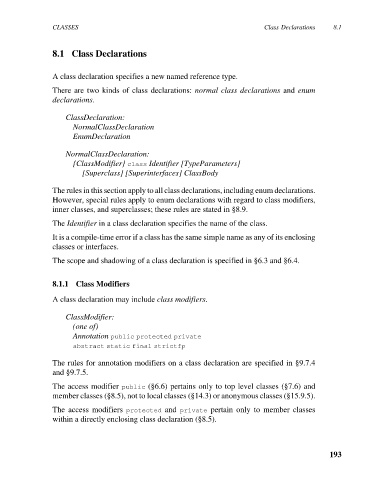 CLASSES Class Declarations 8.1
8.1 Class Declarations
A class declaration specifies a new named reference type.
There are two kinds of class declarations: normal class declarations and enum
declarations.
ClassDeclaration:
NormalClassDeclaration
EnumDeclaration
NormalClassDeclaration:
{ClassModifier} class Identifier [TypeParameters]
[Superclass] [Superinterfaces] ClassBody
The rules in this section apply to all class declarations, including enum declarations.
However, special rules apply to enum declarations with regard to class modifiers,
inner classes, and superclasses; these rules are stated in §8.9.
The Identifier in a class declaration specifies the name of the class.
It is a compile-time error if a class has the same simple name as any of its enclosing
classes or interfaces.
The scope and shadowing of a class declaration is specified in §6.3 and §6.4.
8.1.1 Class Modifiers
A class declaration may include class modifiers.
ClassModifier:
(one of)
Annotation public protected private
abstract static final strictfp
The rules for annotation modifiers on a class declaration are specified in §9.7.4
and §9.7.5.
The access modifier public (§6.6) pertains only to top level classes (§7.6) and
member classes (§8.5), not to local classes (§14.3) or anonymous classes (§15.9.5).
The access modifiers protected and private pertain only to member classes
within a directly enclosing class declaration (§8.5).
193